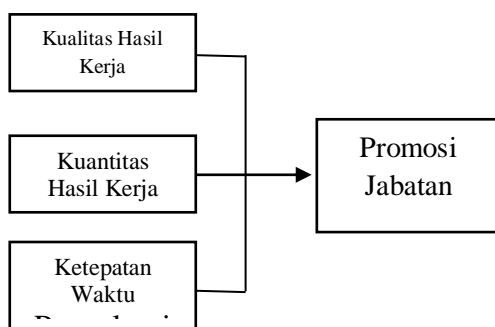 Kualitas Hasil
Kerja
Kuantitas
Hasil Kerja
Promosi
Jabatan
Ketepatan
Waktu